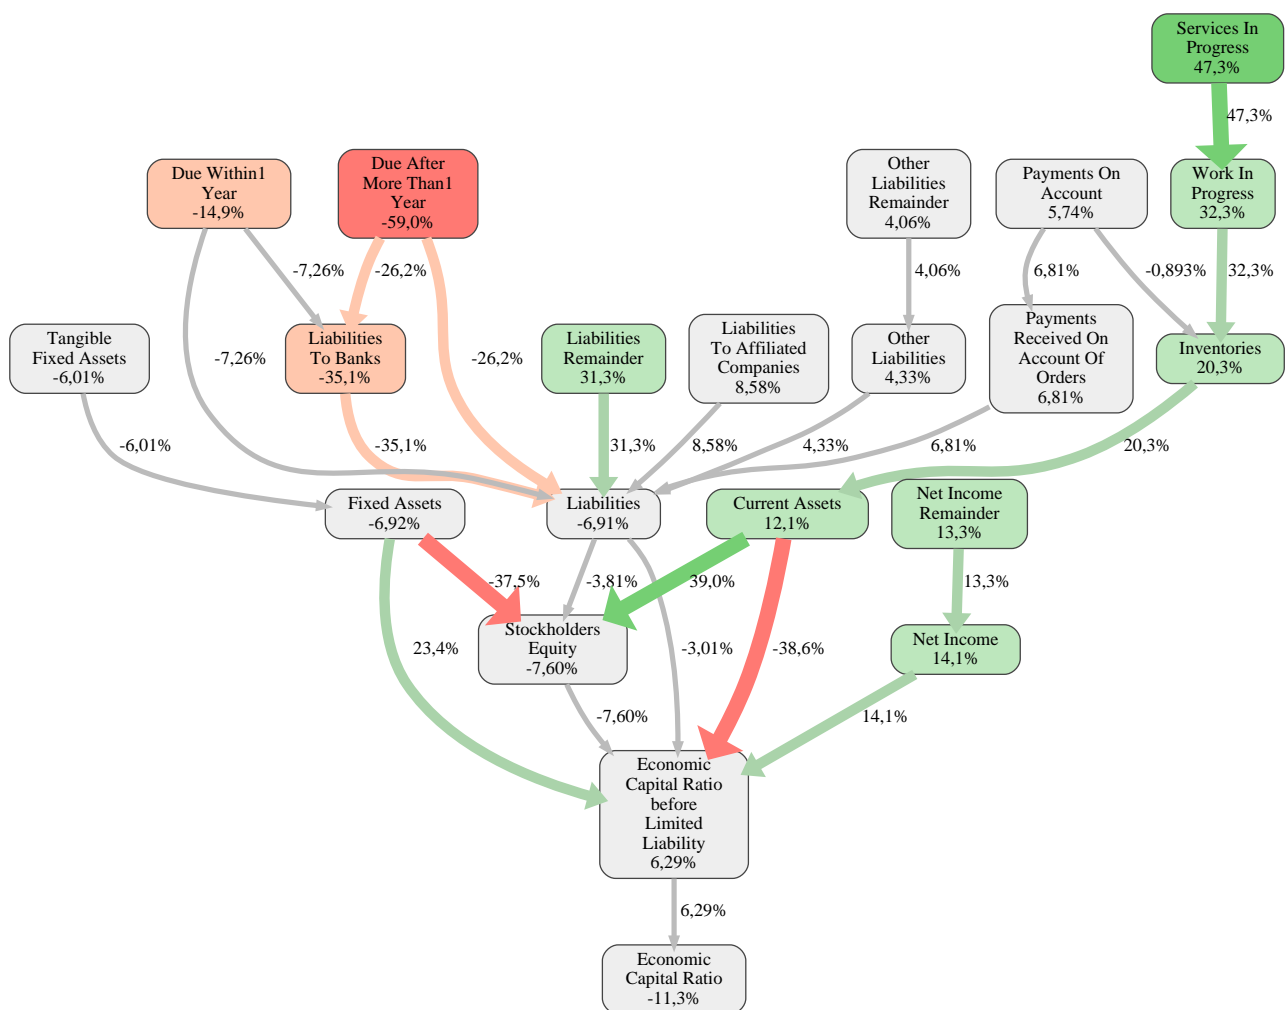 Services In
Progress
47,3%
47,3%
Due Within1
Year
-14,9%
Due After
More Than1
Year
-59,0%
Other
Liabilities
Remainder
4,06%
Payments On
Account
5,74%
Work In
Progress
32,3%
-7,26%
-26,2%
4,06%
6,81%
-0,893%
32,3%
Tangible
Fixed Assets
-6,01%
-7,26%
Liabilities
To Banks
-35,1%
-26,2%
Liabilities
Remainder
31,3%
Liabilities
To Affiliated
Companies
8,58%
Other
Liabilities
4,33%
Payments
Received On
Account Of
Orders
6,81%
Inventories
20,3%
-6,01%
-35,1%
31,3%
8,58%
4,33%
6,81%
20,3%
Fixed Assets
-6,92%
Liabilities
-6,91%
Current Assets
12,1%
Net Income
Remainder
13,3%
-37,5%
-3,81%
39,0%
13,3%
23,4%
Stockholders
Equity
-7,60%
-3,01%
-38,6%
Net Income
14,1%
-7,60%
14,1%
Economic
Capital Ratio
before
Limited
Liability
6,29%
6,29%
Economic
Capital Ratio
-11,3%